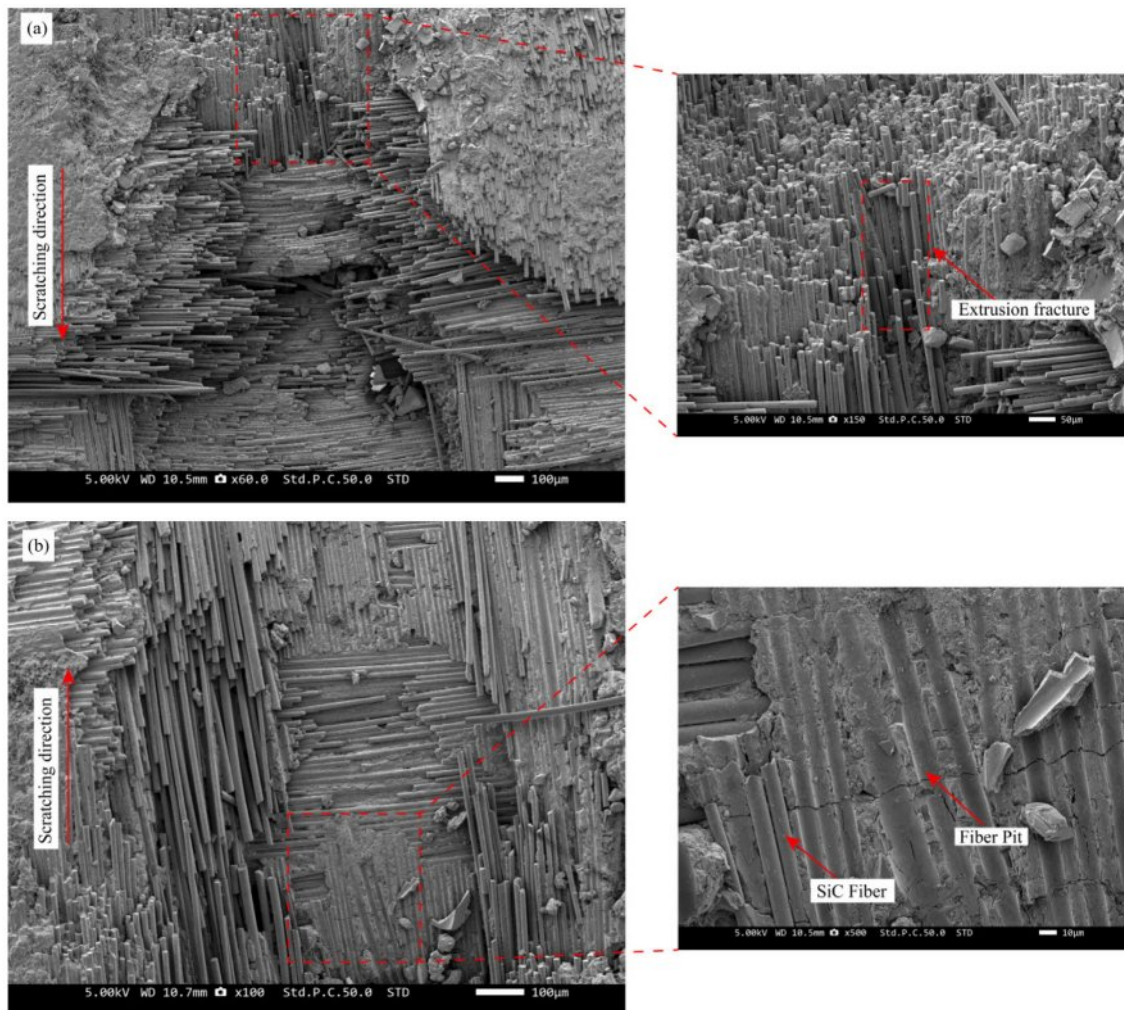 (a)
Scratching direction
5.00kV WD 10.5mm x60.0 Std.P.C.50.0 STD 100μm
Extrusion fracture
5.00kV WD 10.5mm x150 Std.P.C.50.0 STD 50μm
(b)
Scratching direction
5.00kV WD 10.7mm x100 Std.P.C.50.0 STD 100μm
Fiber Pit
SiC Fiber
5.00kV WD 10.5mm x500 Std.P.C.50.0 STD 10μm